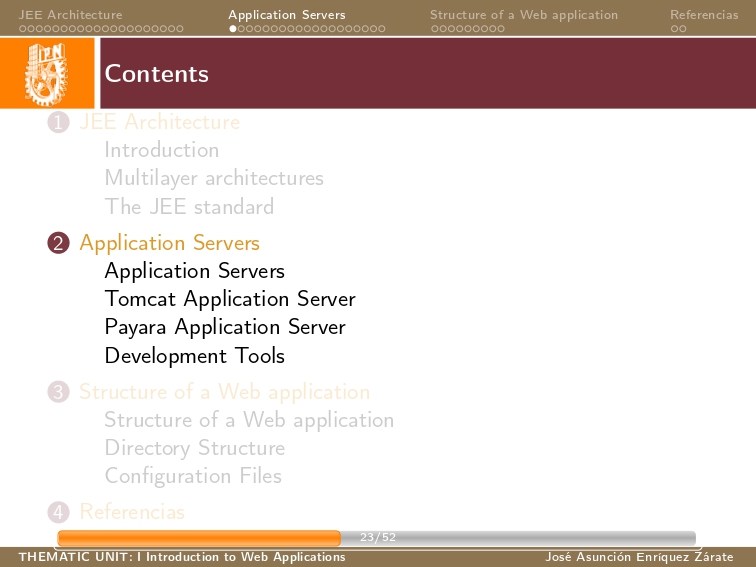 JEE Architecture Application Servers Structure of a Web application Referencias
IPN
Contents
1 JEE Architecture
Introduction
Multilayer architectures
The JEE standard
2 Application Servers
Application Servers
Tomcat Application Server
Payara Application Server
Development Tools
3 Structure of a Web application
Structure of a Web application
Directory Structure
Configuration Files
4 Referencias
23/52
THEMATIC UNIT: I Introduction to Web Applications José Asunción Enríquez Zárate